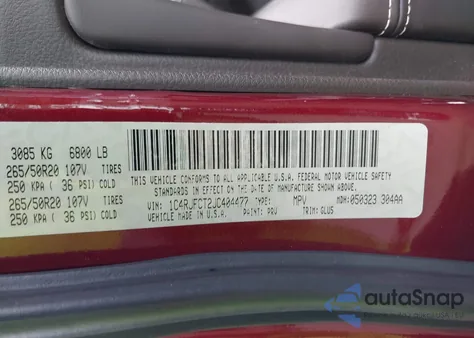 3085 KG 6800 LB
265/50R20 107V TIRES
250 KPA ( 36 PSI) COLD
265/50R20 107V TIRES
250 KPA ( 36 PSI) COLD
THIS VEHICLE CONFORMS TO ALL APPLICABLE U.S.A. FEDERAL MOTOR VEHICLE SAFETY
STANDARDS IN EFFECT ON THE DATE OF MANUFACTURE SHOWN ABOVE.
VIN: 1C4RJFCT2JC404477 TYPE: MPV MDH: 050323 304AA
VEHICLE MADE IN U.S.A. PAINT: PRV TRIM: GLUS
autoSnap
www.autosnap.com